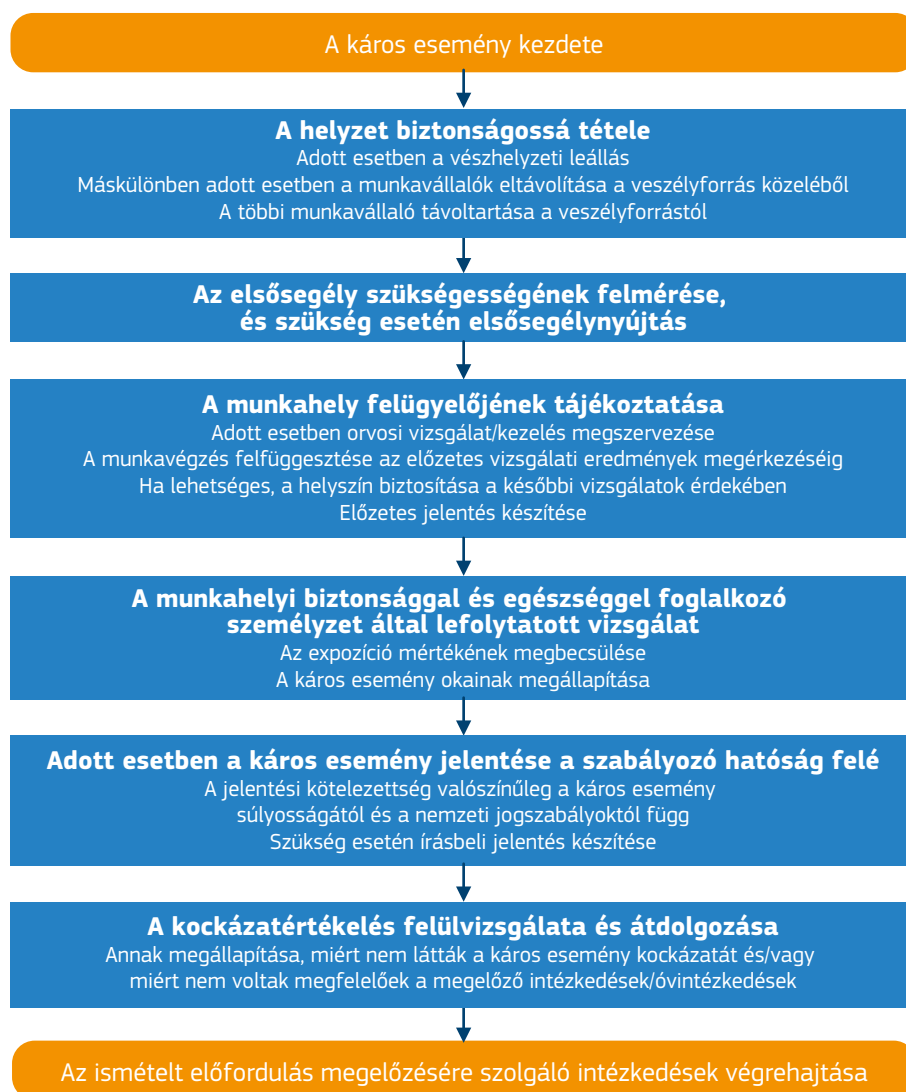 A káros esemény kezdete
A helyzet biztonságossá tétele
Adott esetben a vészhelyzeti leállás
Máskülönben adott esetben a munkavállalók eltávolítása a veszélyforrás közeléből
A többi munkavállaló távoltartása a veszélyforrástól
Az elsősegély szükségességének felmérése,
és szükség esetén elsősegélynyújtás
A munkahely felügyelőjének tájékoztatása
Adott esetben orvosi vizsgálat/kezelés megszervezése
A munkavégzés felfüggesztése az előzetes vizsgálati eredmények megérkezéséig
Ha lehetséges, a helyszín biztosítása a későbbi vizsgálatok érdekében
Előzetes jelentés készítése
A munkahelyi biztonsággal és egészséggel foglalkozó
személyzet által lefolytatott vizsgálat
Az expozíció mértékének megbecsülése
A káros esemény okainak megállapítása
Adott esetben a káros esemény jelentése a szabályozó hatóság felé
A jelentési kötelezettség valószínűleg a káros esemény
súlyosságától és a nemzeti jogszabályoktól függ
Szükség esetén írásbeli jelentés készítése
A kockázatértékelés felülvizsgálata és átdolgozása
Annak megállapítása, miért nem látták a káros esemény kockázatát és/vagy
miért nem voltak megfelelőek a megelőző intézkedések/óvintézkedések
Az ismételt előfordulás megelőzésére szolgáló intézkedések végrehajtása